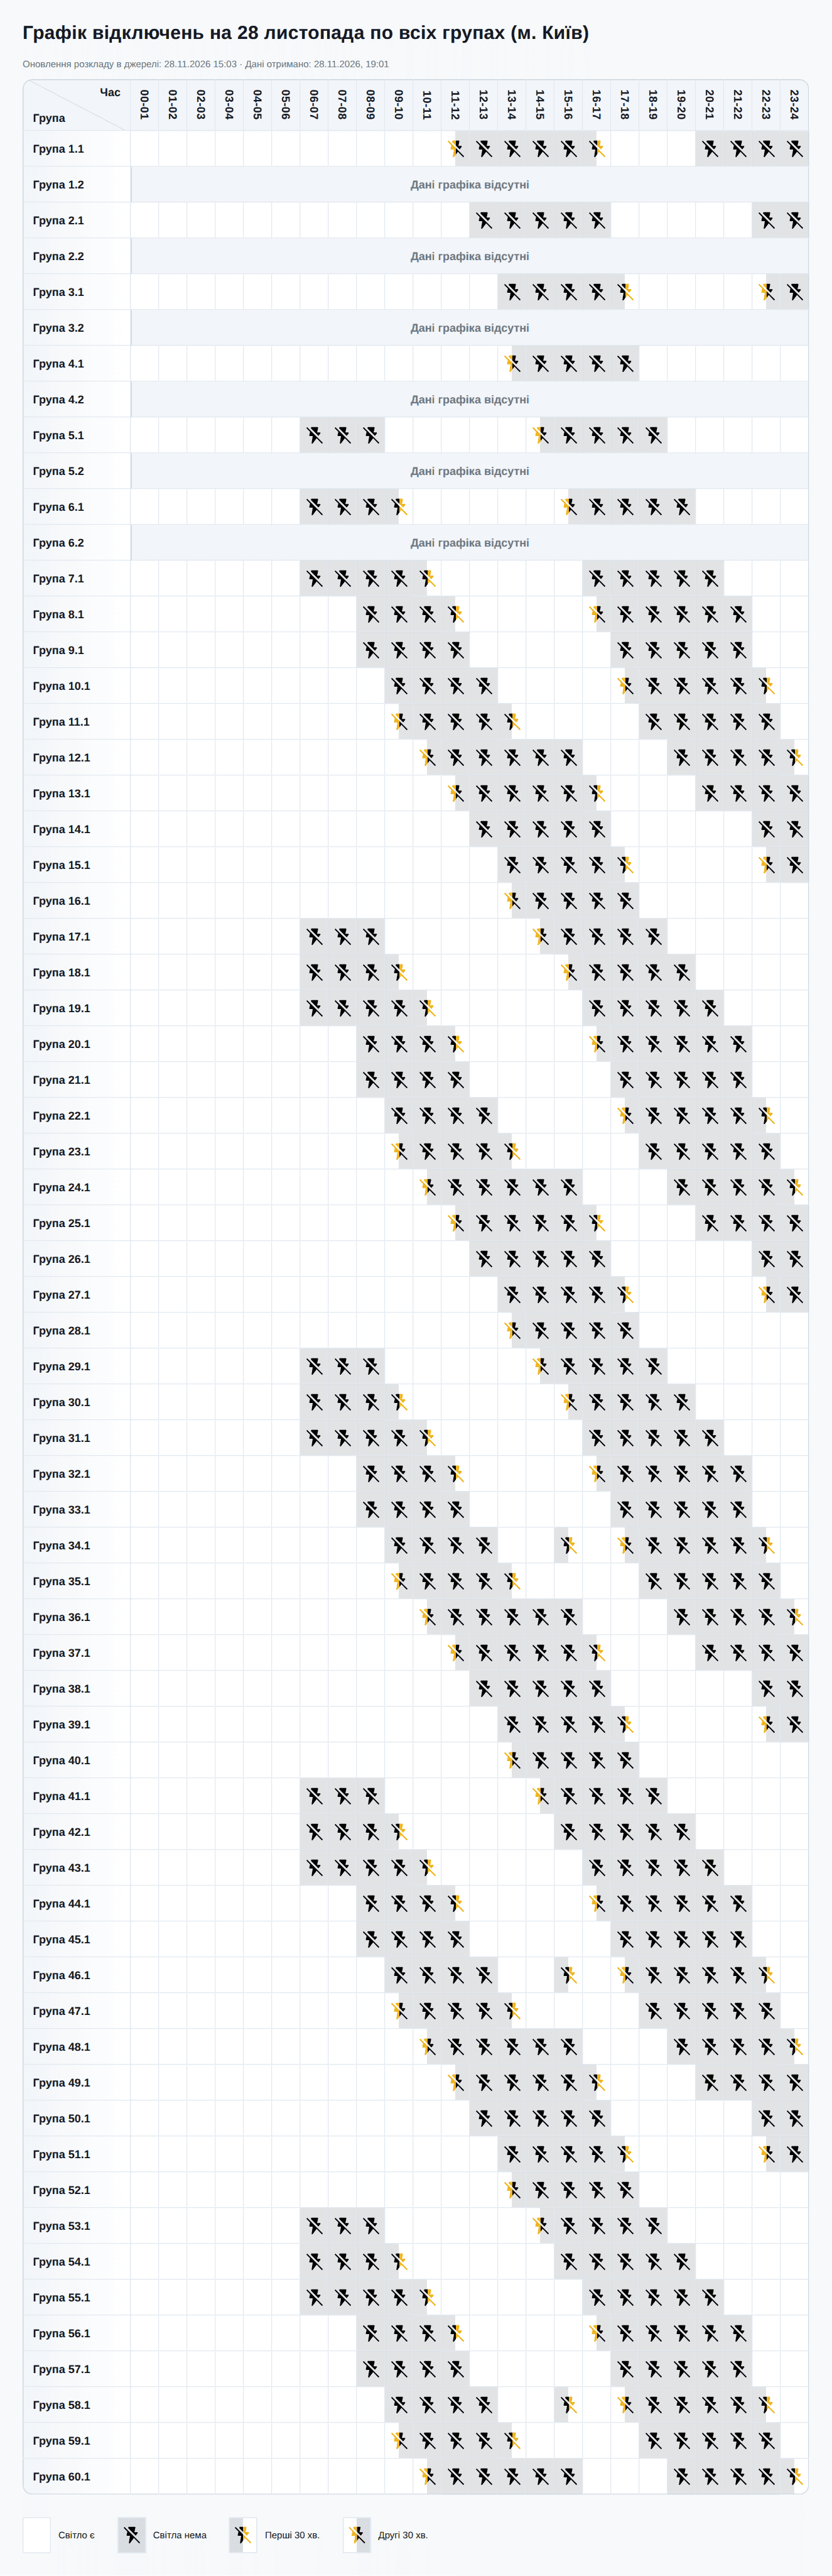 Графік відключень на 28 листопада по всіх групах (м. Київ)
Оновлення розкладу в джерелі: 28.11.2026 15:03 · Дані отримано: 28.11.2026, 19:01
Час
Група
00-01 01-02 02-03 03-04 04-05 05-06 06-07 07-08 08-09 09-10 10-11 11-12 12-13 13-14 14-15 15-16 16-17 17-18 18-19 19-20 20-21 21-22 22-23 23-24
Група 1.1
Група 1.2 Дані графіка відсутні
Група 2.1
Група 2.2 Дані графіка відсутні
Група 3.1
Група 3.2 Дані графіка відсутні
Група 4.1
Група 4.2 Дані графіка відсутні
Група 5.1
Група 5.2 Дані графіка відсутні
Група 6.1
Група 6.2 Дані графіка відсутні
Група 7.1
Група 8.1
Група 9.1
Група 10.1
Група 11.1
Група 12.1
Група 13.1
Група 14.1
Група 15.1
Група 16.1
Група 17.1
Група 18.1
Група 19.1
Група 20.1
Група 21.1
Група 22.1
Група 23.1
Група 24.1
Група 25.1
Група 26.1
Група 27.1
Група 28.1
Група 29.1
Група 30.1
Група 31.1
Група 32.1
Група 33.1
Група 34.1
Група 35.1
Група 36.1
Група 37.1
Група 38.1
Група 39.1
Група 40.1
Група 41.1
Група 42.1
Група 43.1
Група 44.1
Група 45.1
Група 46.1
Група 47.1
Група 48.1
Група 49.1
Група 50.1
Група 51.1
Група 52.1
Група 53.1
Група 54.1
Група 55.1
Група 56.1
Група 57.1
Група 58.1
Група 59.1
Група 60.1
Світло є Світла нема Перші 30 хв. Другі 30 хв.